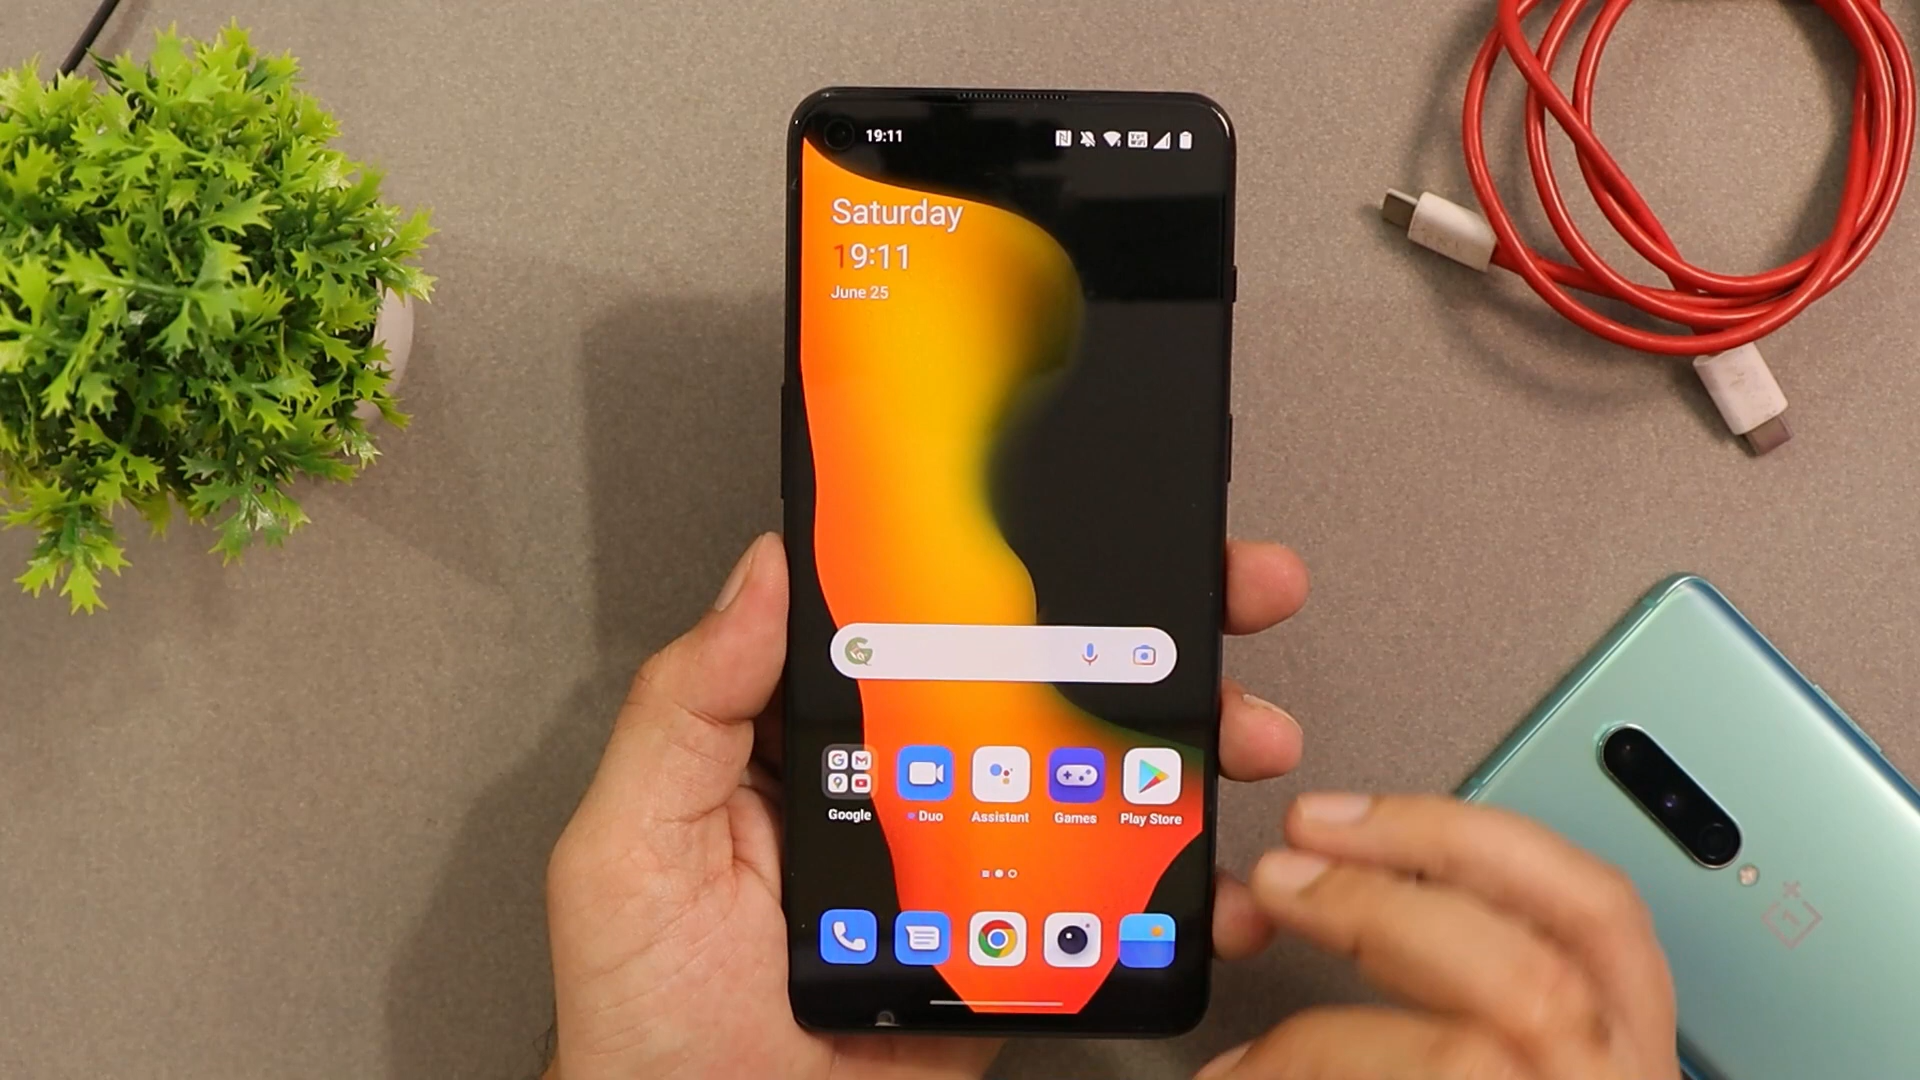 19:11
Saturday
19:11
June 25
Google
Duo
Assistant
Games
Play Store